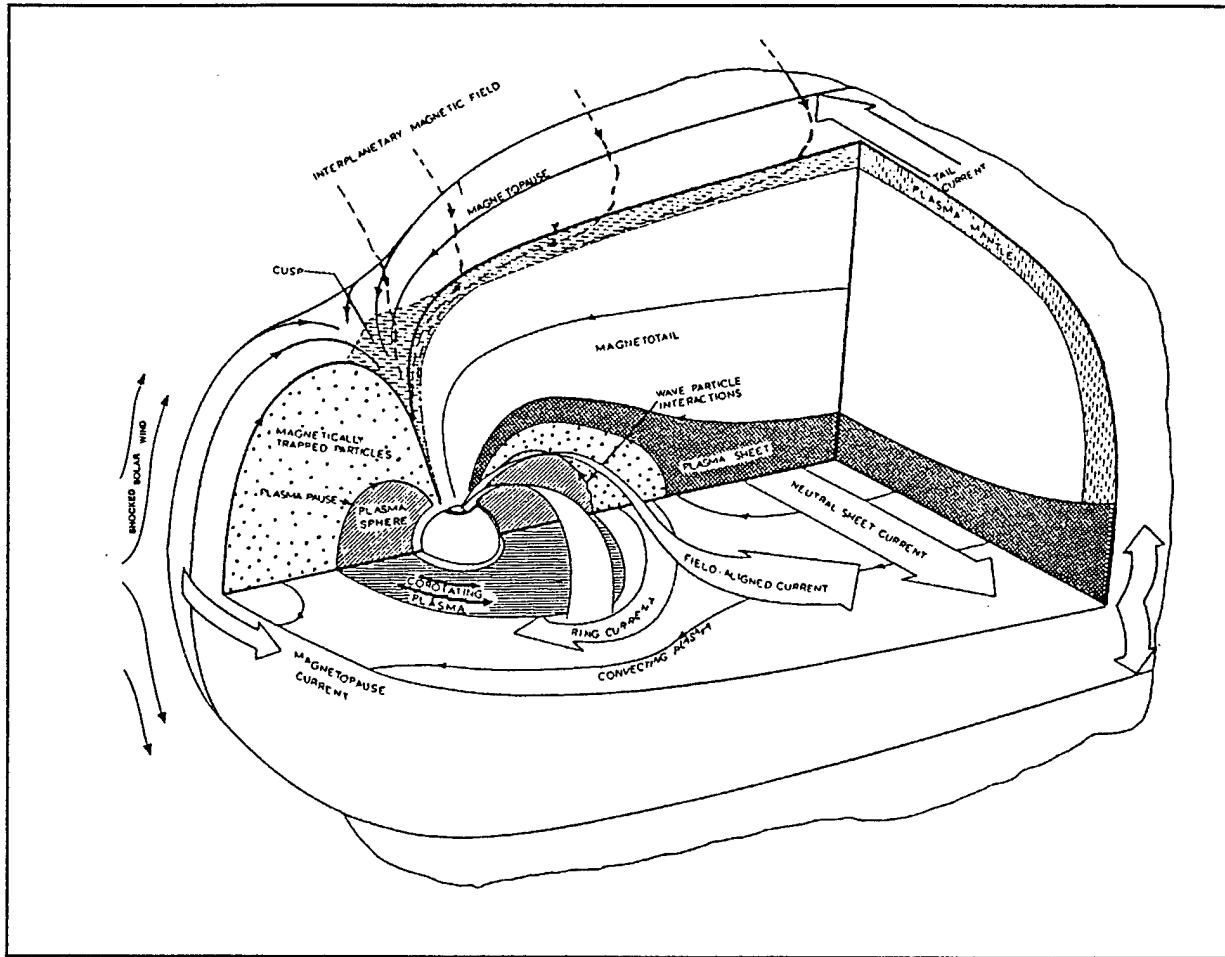 INTERPLANETARY MAGNETIC FIELD
MAGNETOPAUSE
TAIL
CURRENT
PLASMA MANTLE
CUSP
MAGNETOTAIL
WAVE PARTICLE
INTERACTIONS
SHOCKED SOLAR WIND
MAGNETICALLY
TRAPPED PARTICLES
PLASMA SHEET
PLASMA PAUSE
PLASMA
SPHERE
NEUTRAL SHEET CURRENT
FIELD-ALIGNED CURRENT
COROTATING
PLASMA
RING CURRENT
CONVECTING PLASMA
MAGNETOPAUSE
CURRENT